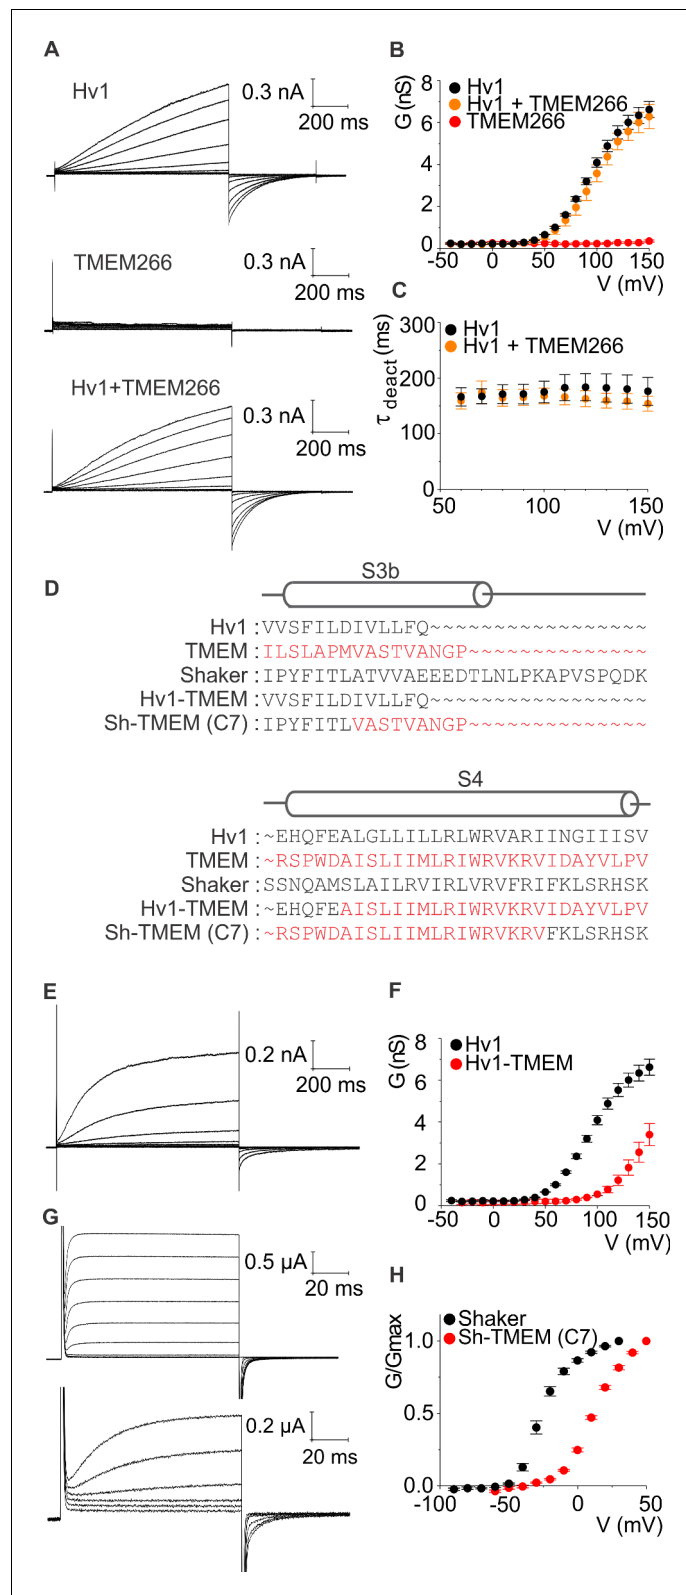 A
Hv1
0.3 nA
200 ms
TMEM266
0.3 nA
200 ms
Hv1+TMEM266
0.3 nA
200 ms
B
G (nS)
8
6
4
2
0
Hv1
Hv1 + TMEM266
TMEM266
-50 0 50 100 150
V (mV)
C
τ deact (ms)
300
200
100
0
Hv1
Hv1 + TMEM266
50 100 150
V (mV)
D
S3b
Hv1 : VVSFILDIVLLFQ~~~~~~~~~~~~~~~
TMEM : ILSLAPMVASTVANGP~~~~~~~~~~~~
Shaker : IPYFITLATVVAEEEDTLNLPKAPVSPQDK
Hv1-TMEM : VVSFILDIVLLFQ~~~~~~~~~~~~~~~
Sh-TMEM (C7) : IPYFITLVASTVANGP~~~~~~~~~~~~
S4
Hv1 : ~EHQFEALGLLILLRLWRVARIINGIIISV
TMEM : ~RSPWDAISLIIMLRIWRVKRVIDAYVLPV
Shaker : SSNQAMSLAILRVIRLVRVFRIFKLSRHSK
Hv1-TMEM : ~EHQFEAISLIIMLRIWRVKRVIDAYVLPV
Sh-TMEM (C7) : ~RSPWDAISLIIMLRIWRVKRVFKLSRHSK
E
0.2 nA
200 ms
F
G (nS)
8
6
4
2
0
Hv1
Hv1-TMEM
-50 0 50 100 150
V (mV)
G
0.5 µA
20 ms
0.2 µA
20 ms
H
G/Gmax
1.0
0.5
0.0
Shaker
Sh-TMEM (C7)
-100 -50 0 50
V (mV)